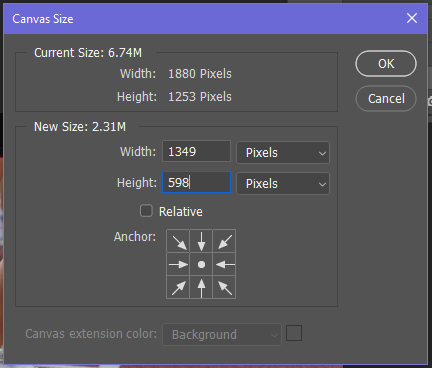 Canvas Size
Current Size: 6.74M
OK
Width: 1880 Pixels
Height: 1253 Pixels
Cancel
New Size: 2.31M
Width: 1349 Pixels
Height: 598 Pixels
Relative
Anchor:
Canvas extension color: Background